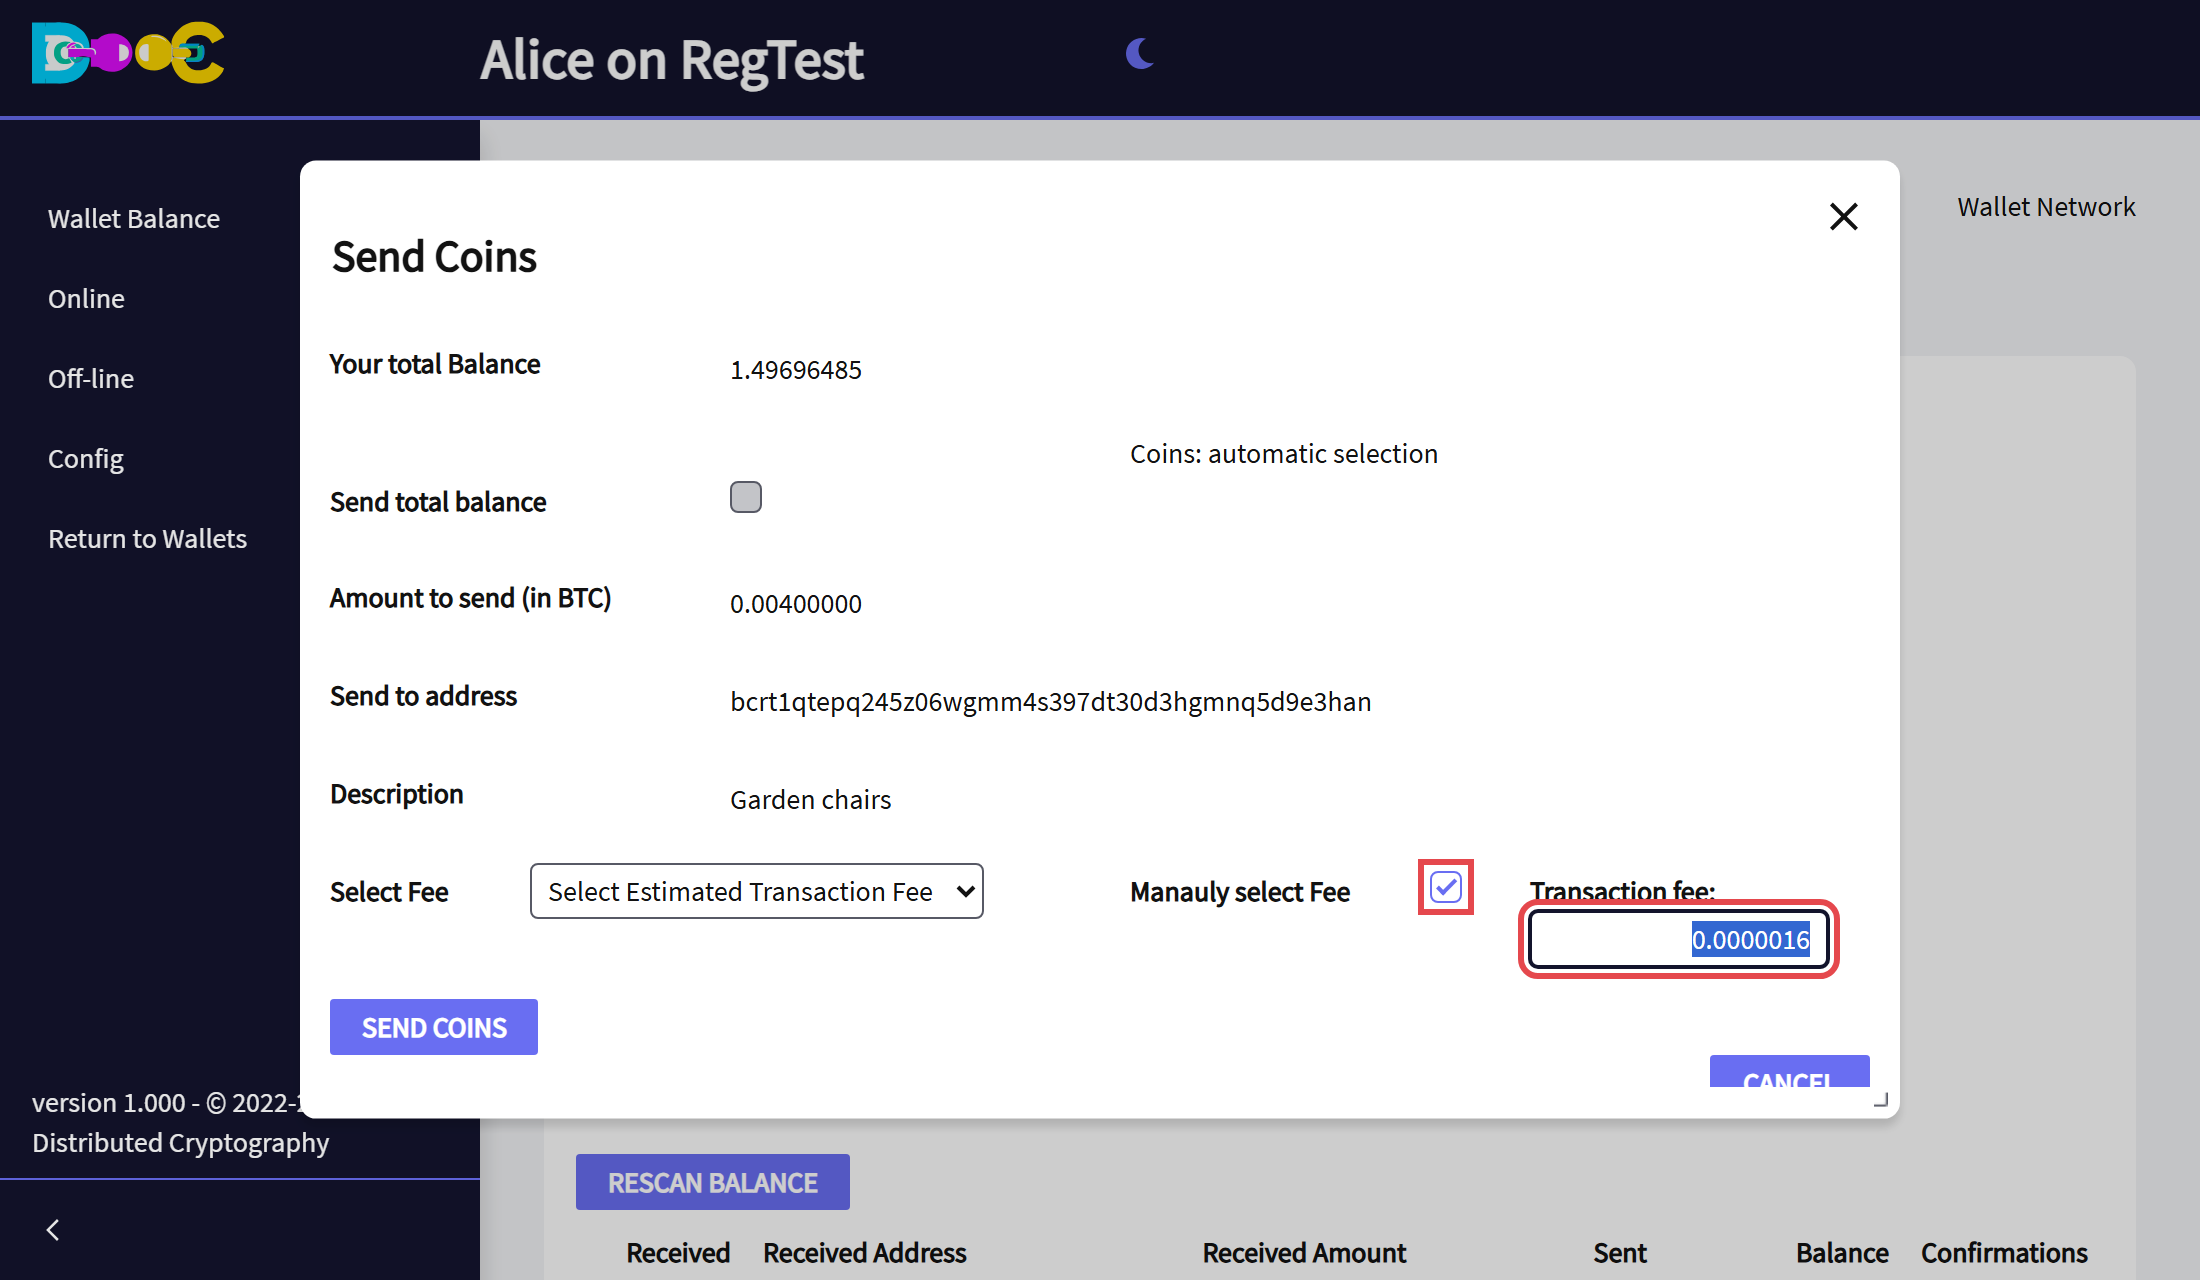 Alice on RegTest
Wallet Balance
Online
Off-line
Config
Return to Wallets
version 1.000 - © 2022-
Distributed Cryptography
Wallet Network
Send Coins
Your total Balance
1.49696485
Coins: automatic selection
Send total balance
Amount to send (in BTC)
0.00400000
Send to address
bcrt1qtepq245z06wgmm4s397dt30d3hgmnq5d9e3han
Description
Garden chairs
Select Fee
Select Estimated Transaction Fee
Manauly select Fee
Transaction fee:
0.0000016
SEND COINS
CANCEL
RESCAN BALANCE
Received Received Address Received Amount Sent Balance Confirmations